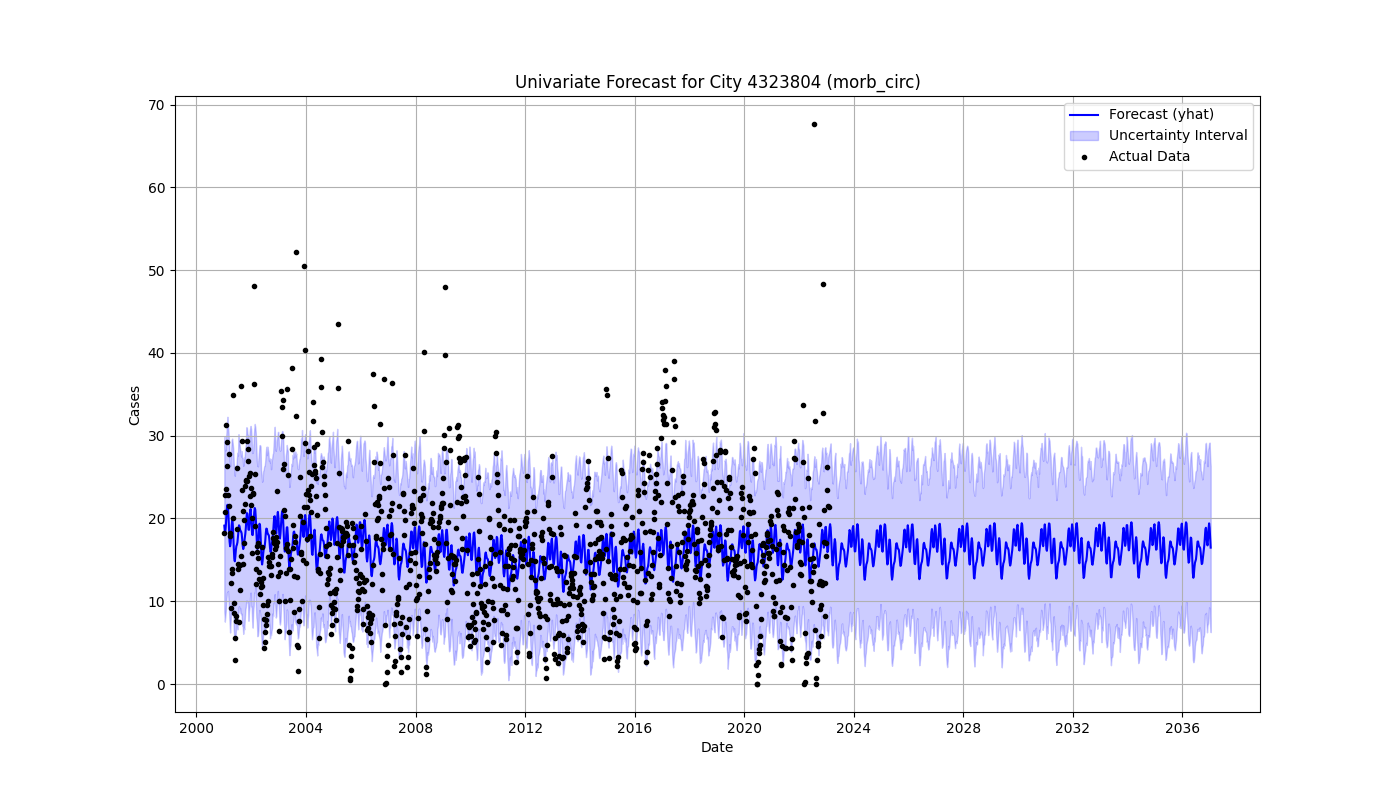 Univariate Forecast for City 4323804 (morb_circ)
70
60
50
40
30
20
10
0
Cases
Forecast (yhat)
Uncertainty Interval
Actual Data
2000 2004 2008 2012 2016 2020 2024 2028 2032 2036
Date